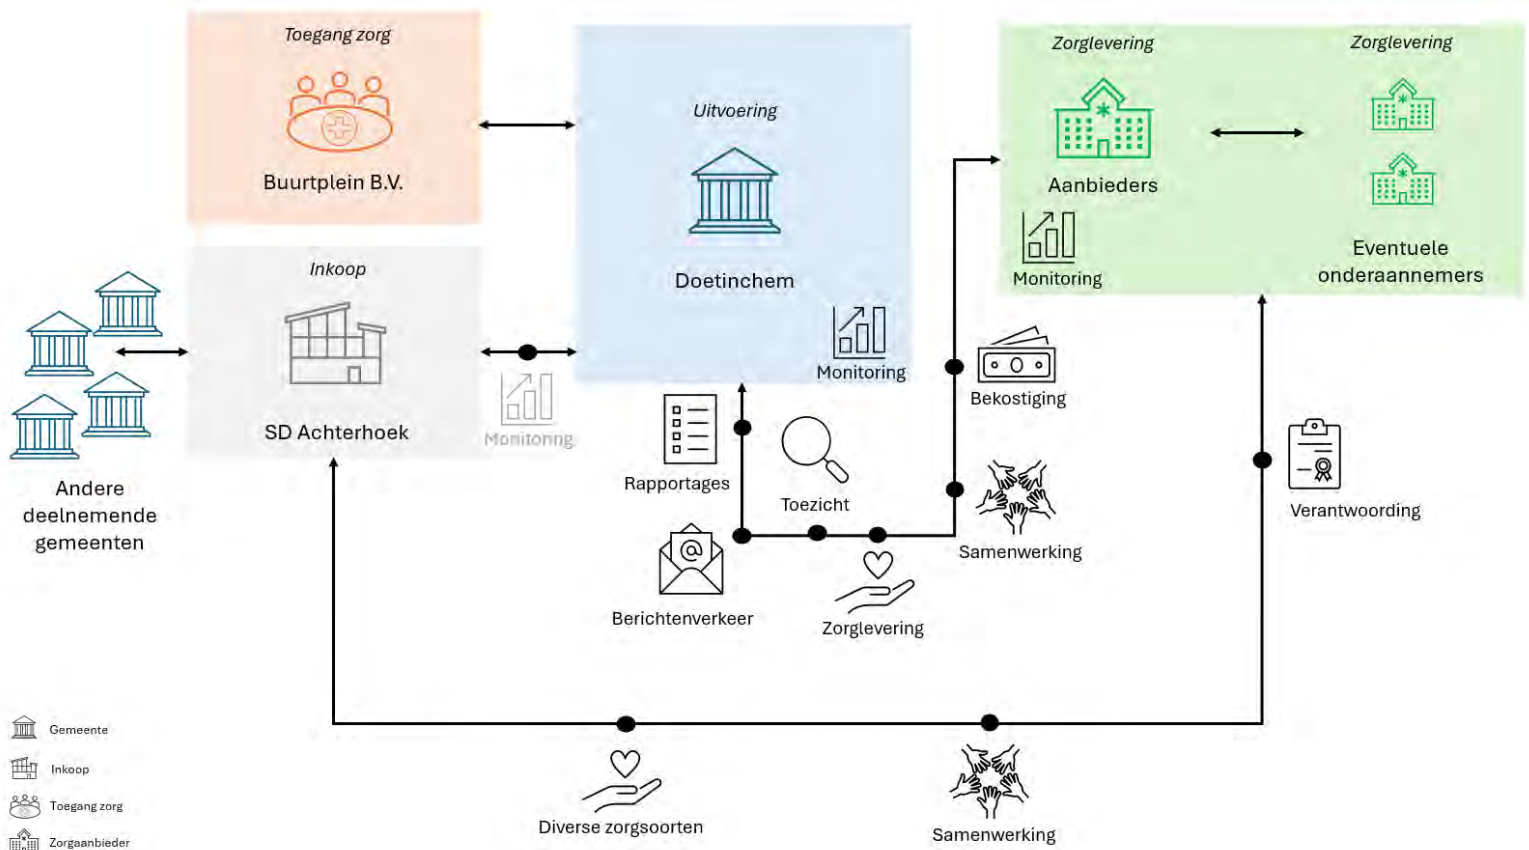 Toegang zorg
Buurtplein B.V.
Uitvoering
Doetinchem
Monitoring
Zorglevering
Aanbieders
Monitoring
Zorglevering
Eventuele
onderaannemers
Inkoop
SD Achterhoek
Monitoring
Andere
deelnemende
gemeenten
Rapportages
Toezicht
Berichtenverkeer
Zorglevering
Bekostiging
Samenwerking
Verantwoording
Diverse zorgsoorten
Samenwerking
Gemeente
Inkoop
Toegang zorg
Zorgaanbieder